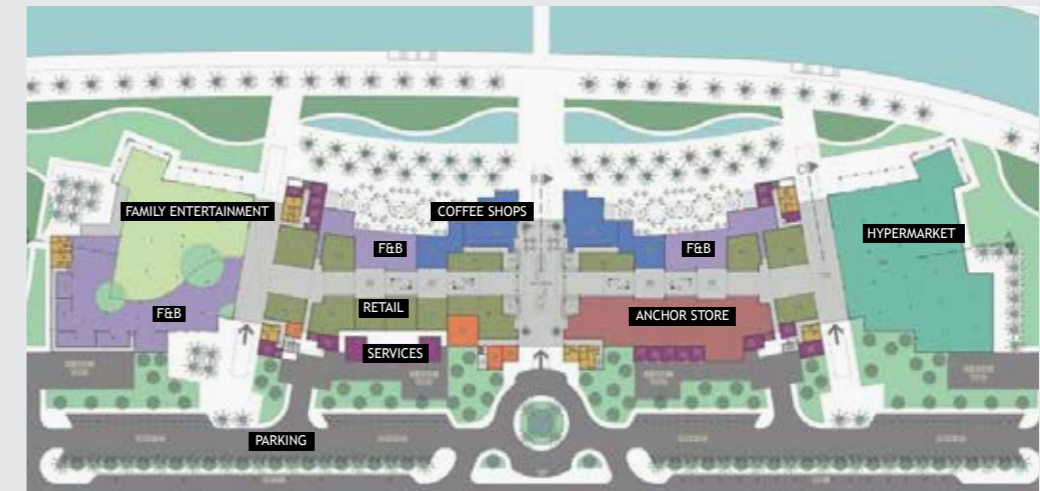 FAMILY ENTERTAINMENT
COFFEE SHOPS
HYPERMARKET
F&B
F&B
F&B
RETAIL
ANCHOR STORE
SERVICES
PARKING